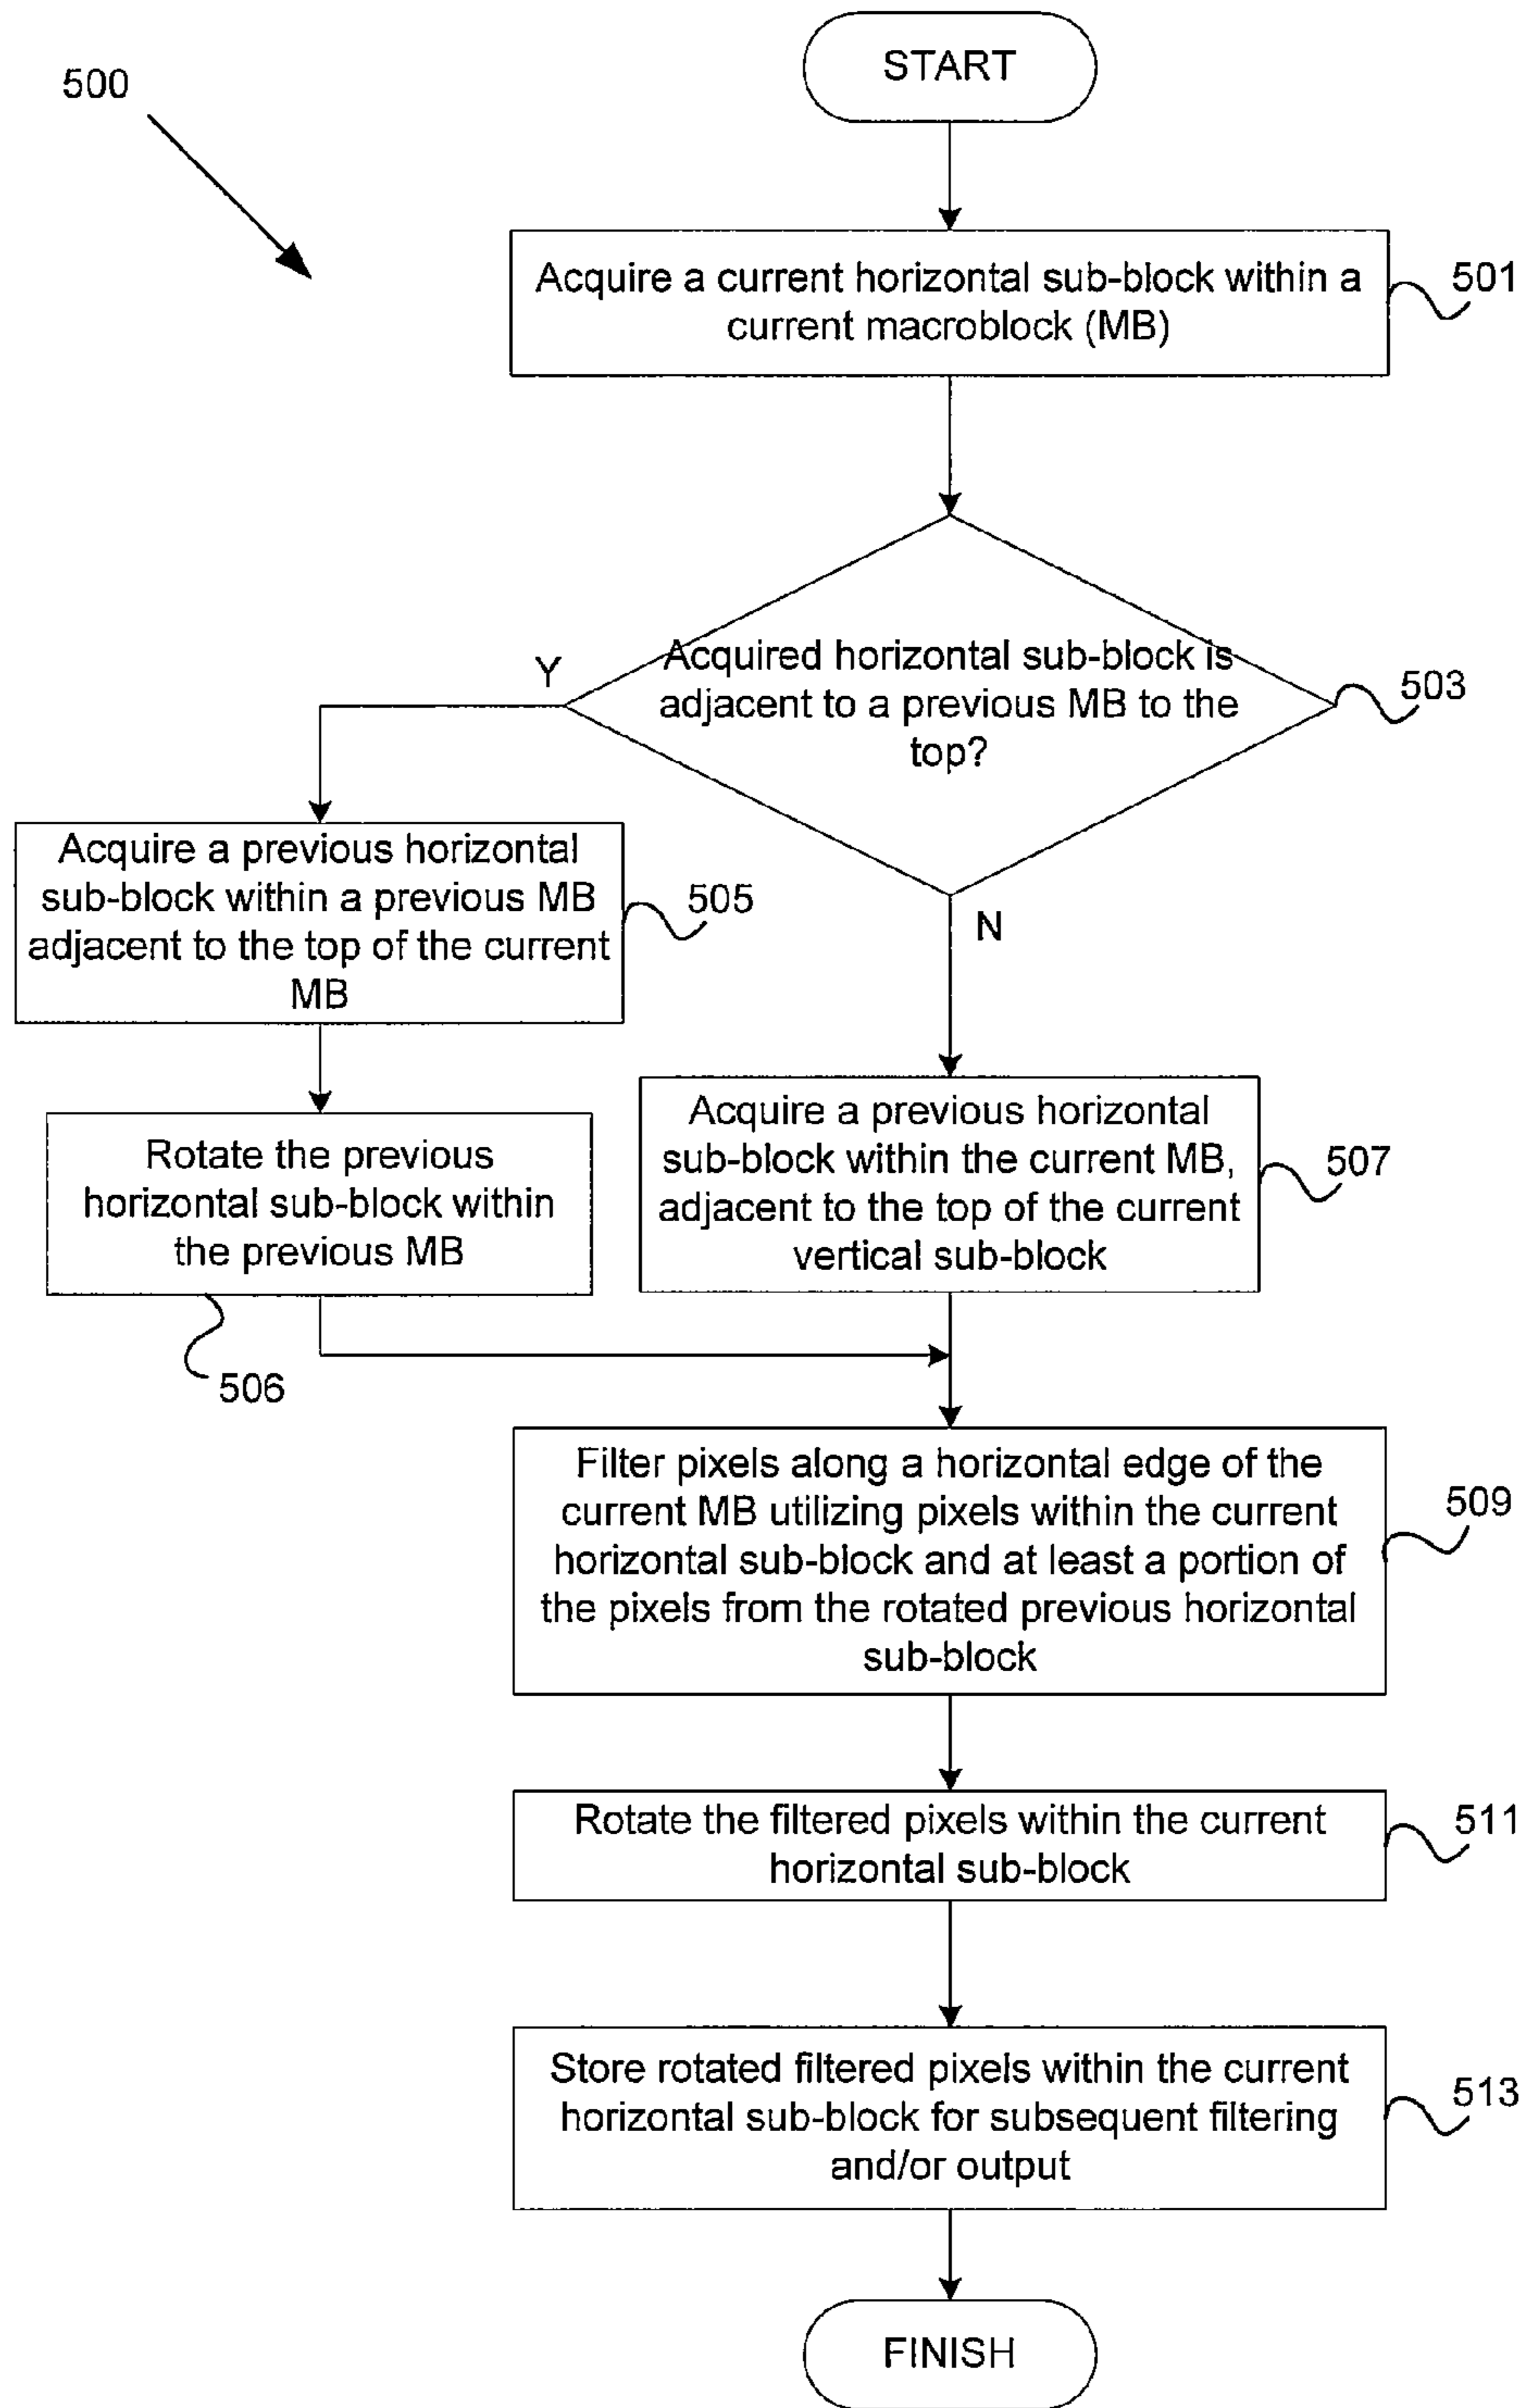 START
500
Acquire a current horizontal sub-block within a
current macroblock (MB)
501
Acquired horizontal sub-block is
adjacent to a previous MB to the
top?
503
Y
N
Acquire a previous horizontal
sub-block within a previous MB
adjacent to the top of the current
MB
505
Rotate the previous
horizontal sub-block within
the previous MB
506
Acquire a previous horizontal
sub-block within the current MB,
adjacent to the top of the current
vertical sub-block
507
Filter pixels along a horizontal edge of the
current MB utilizing pixels within the current
horizontal sub-block and at least a portion of
the pixels from the rotated previous horizontal
sub-block
509
Rotate the filtered pixels within the current
horizontal sub-block
511
Store rotated filtered pixels within the current
horizontal sub-block for subsequent filtering
and/or output
513
FINISH